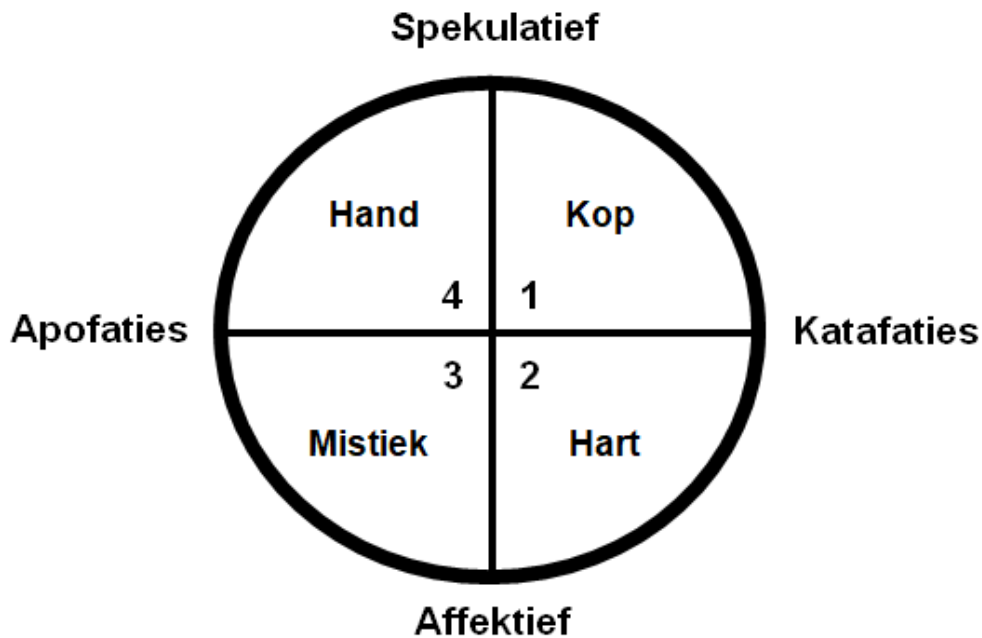 Spekulatief
Hand Kop
4 1
Apofaties Katafaties
3 2
Mistiek Hart
Affektief